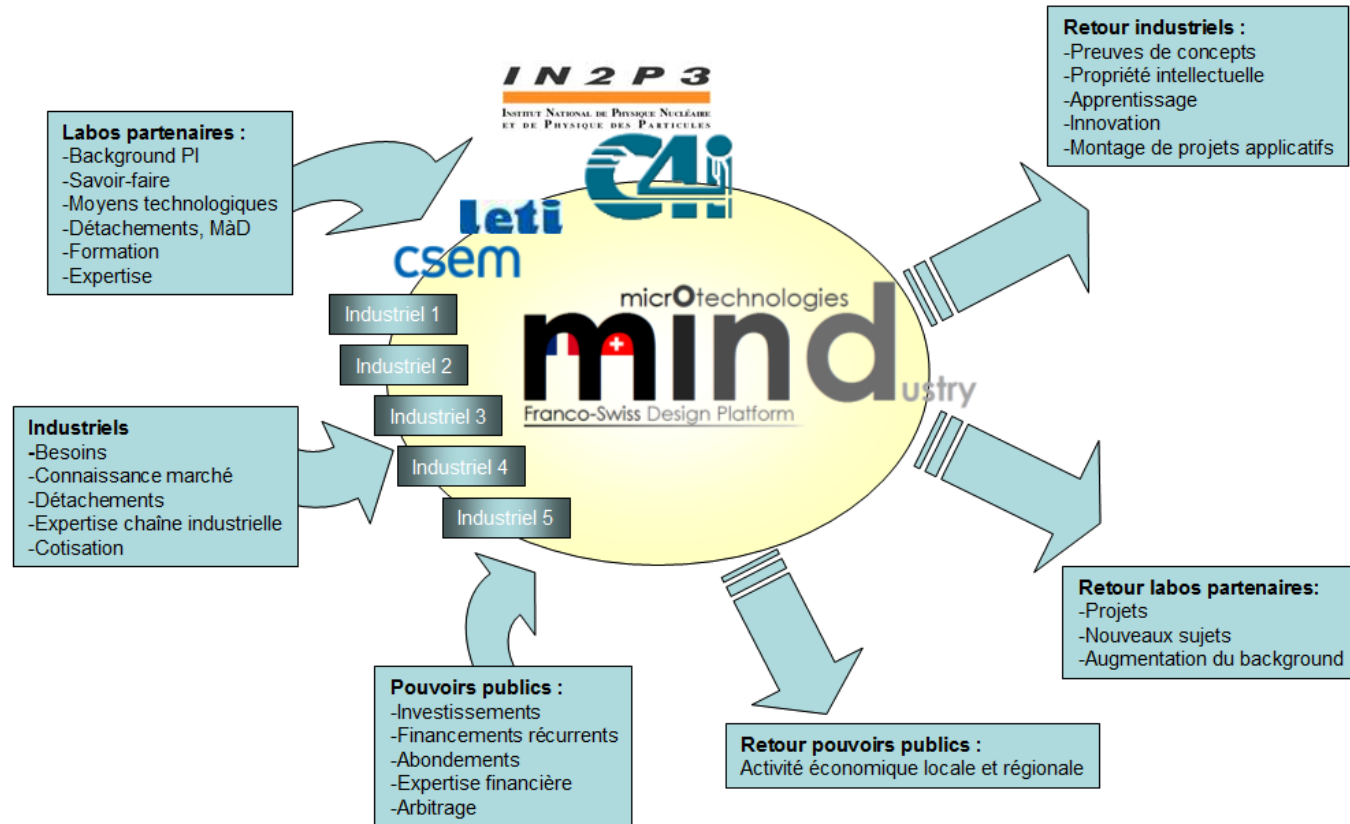 Retour industriels :
-Preuves de concepts
-Propriété intellectuelle
-Apprentissage
-Innovation
-Montage de projets applicatifs
IN2P3
INSTITUT NATIONAL DE PHYSIQUE NUCLÉAIRE
ET DE PHYSIQUE DES PARTICULES
C4i
Labos partenaires :
-Background PI
-Savoir-faire
-Moyens technologiques
-Détachements, MàD
-Formation
-Expertise
leti
csem
micrOtechnologies
mindustry
Franco-Swiss Design Platform
Industriel 1
Industriel 2
Industriel 3
Industriel 4
Industriel 5
Industriels
-Besoins
-Connaissance marché
-Détachements
-Expertise chaîne industrielle
-Cotisation
Retour labos partenaires:
-Projets
-Nouveaux sujets
-Augmentation du background
Pouvoirs publics :
-Investissements
-Financements récurrents
-Abondements
-Expertise financière
-Arbitrage
Retour pouvoirs publics :
Activité économique locale et régionale